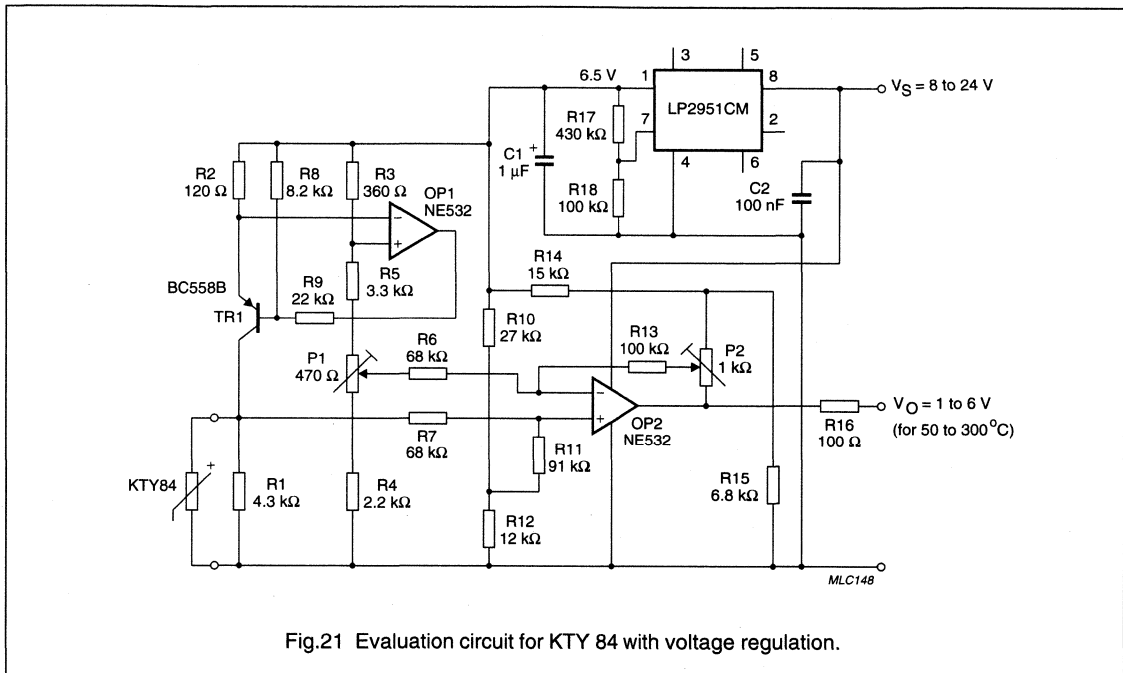 3
5
6.5 V
1
8
VS = 8 to 24 V
LP2951CM
R17
430 kΩ
7
2
C1
1 μF
+
4
6
R18
100 kΩ
C2
100 nF
R2
120 Ω
R8
8.2 kΩ
R3
360 Ω
OP1
NE532
−
+
R14
15 kΩ
BC558B
R9
22 kΩ
R5
3.3 kΩ
TR1
R10
27 kΩ
R13
100 kΩ
P2
1 kΩ
P1
470 Ω
R6
68 kΩ
−
+
OP2
NE532
VO = 1 to 6 V
(for 50 to 300 °C)
R16
100 Ω
R7
68 kΩ
R11
91 kΩ
KTY84
+
R1
4.3 kΩ
R4
2.2 kΩ
R15
6.8 kΩ
R12
12 kΩ
MLC148
Fig.21 Evaluation circuit for KTY 84 with voltage regulation.